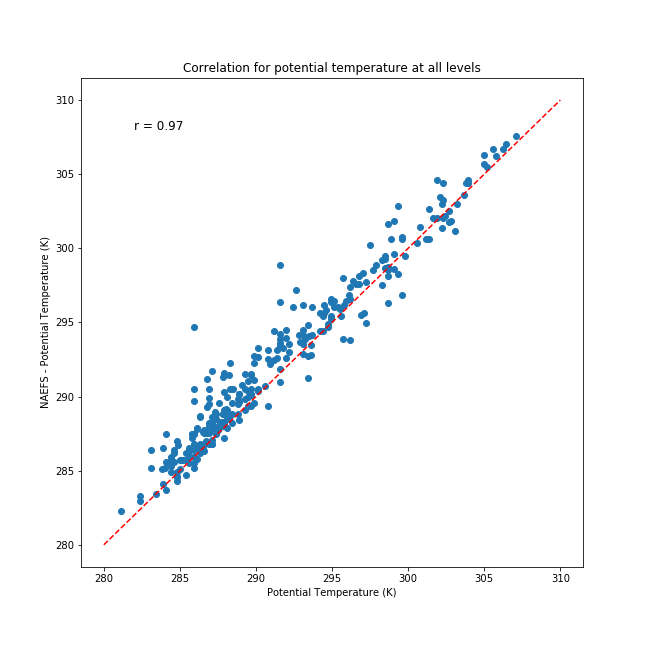 Correlation for potential temperature at all levels
r = 0.97
NAEFS - Potential Temperature (K)
310
305
300
295
290
285
280
280 285 290 295 300 305 310
Potential Temperature (K)